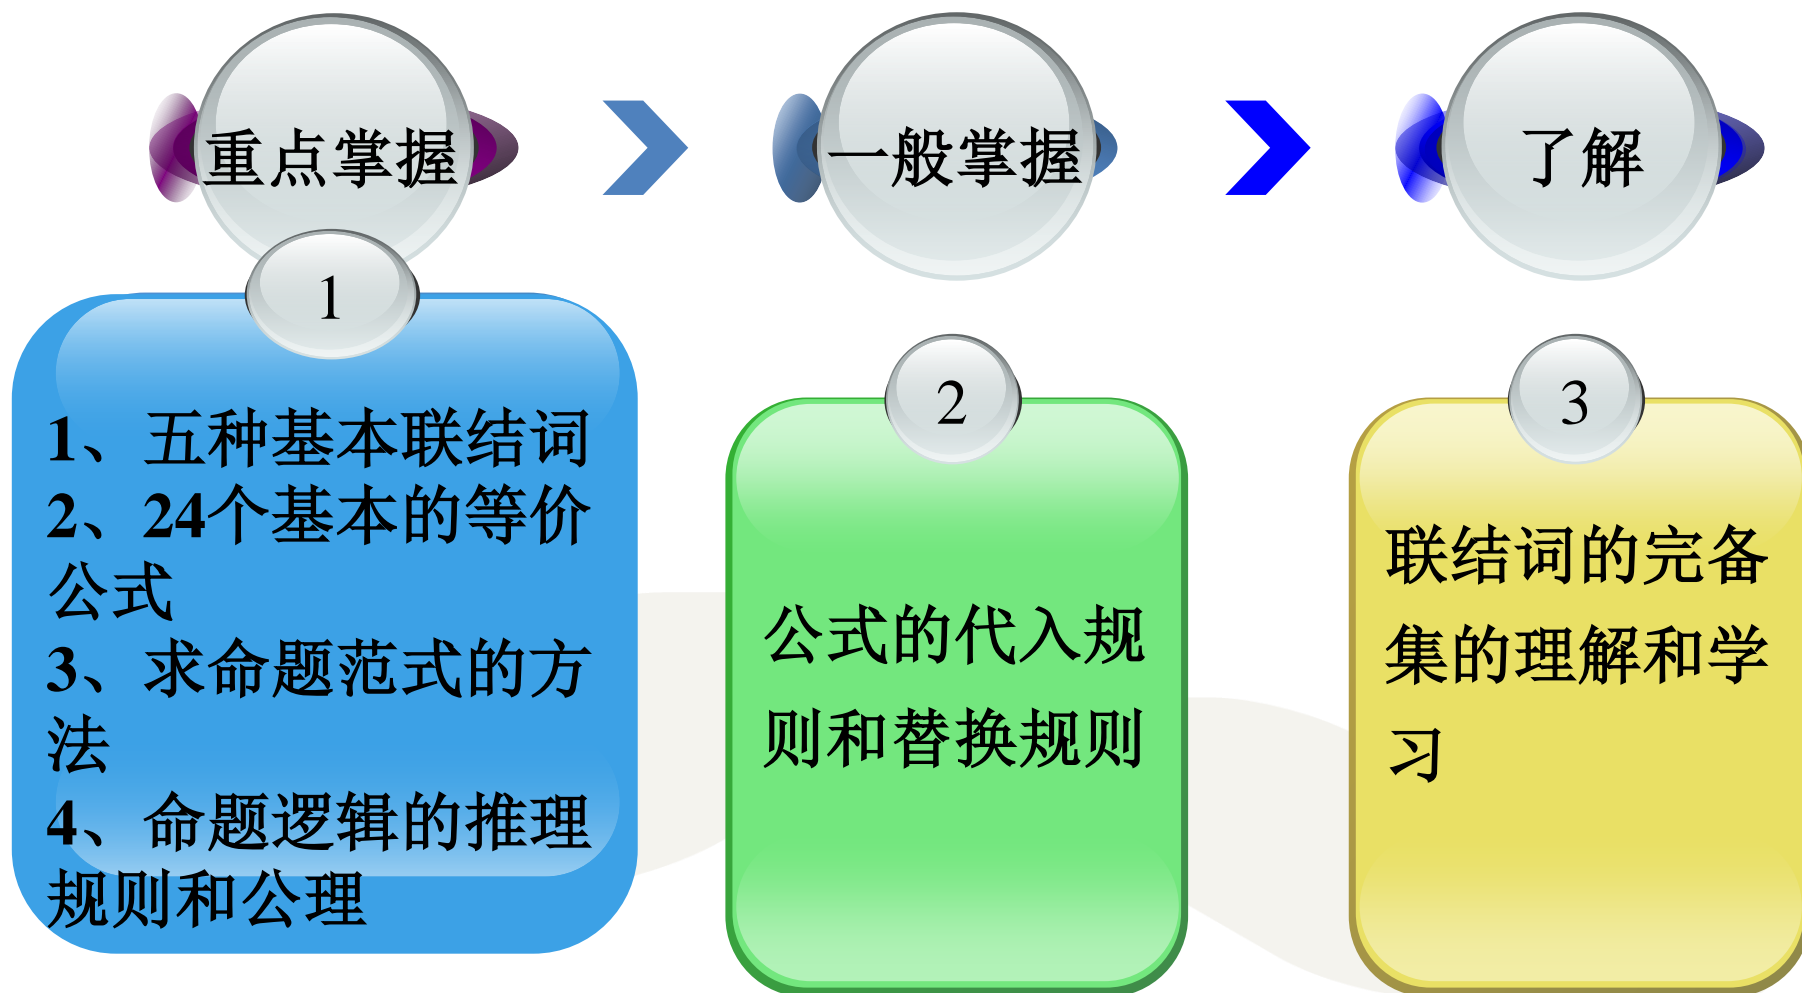 重点掌握
一般掌握
了解
1
1、五种基本联结词
2、24个基本的等价
公式
3、求命题范式的方
法
4、命题逻辑的推理
规则和公理
2
公式的代入规
则和替换规则
3
联结词的完备
集的理解和学
习